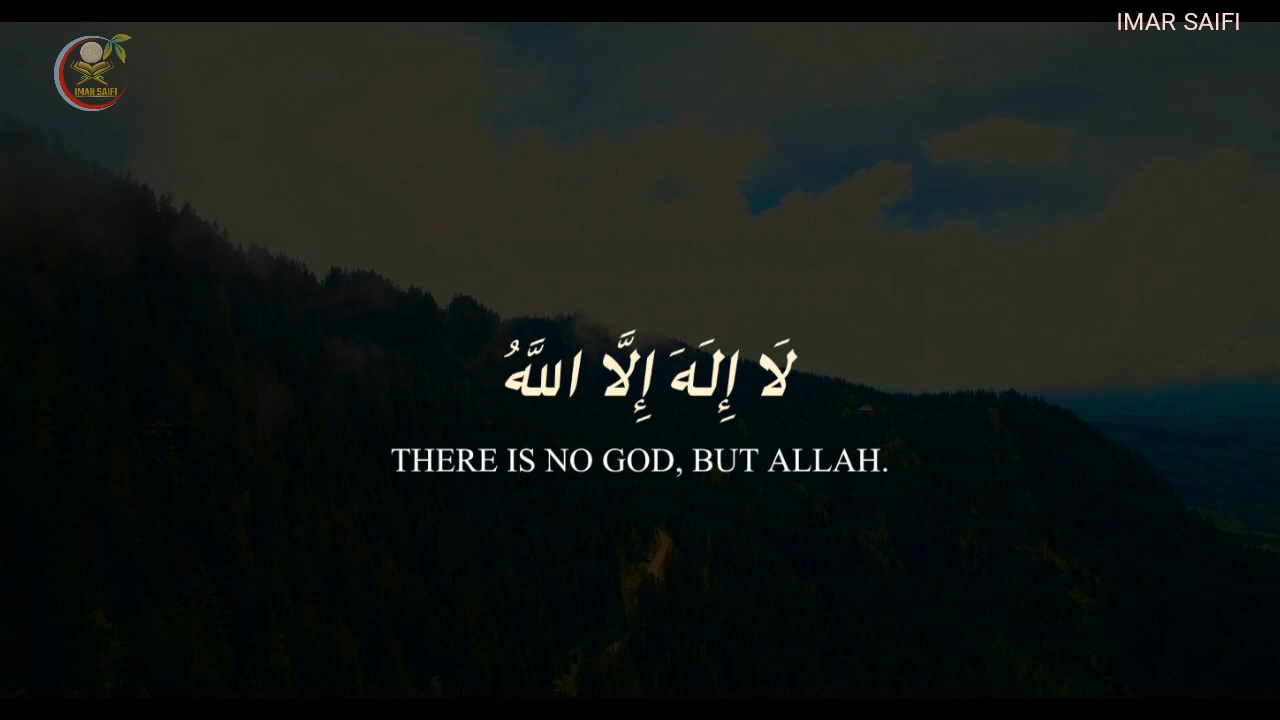 IMAR SAIFI
IMAR SAIFI
لَا إِلَهَ إِلَّا اللَّهُ
THERE IS NO GOD, BUT ALLAH.